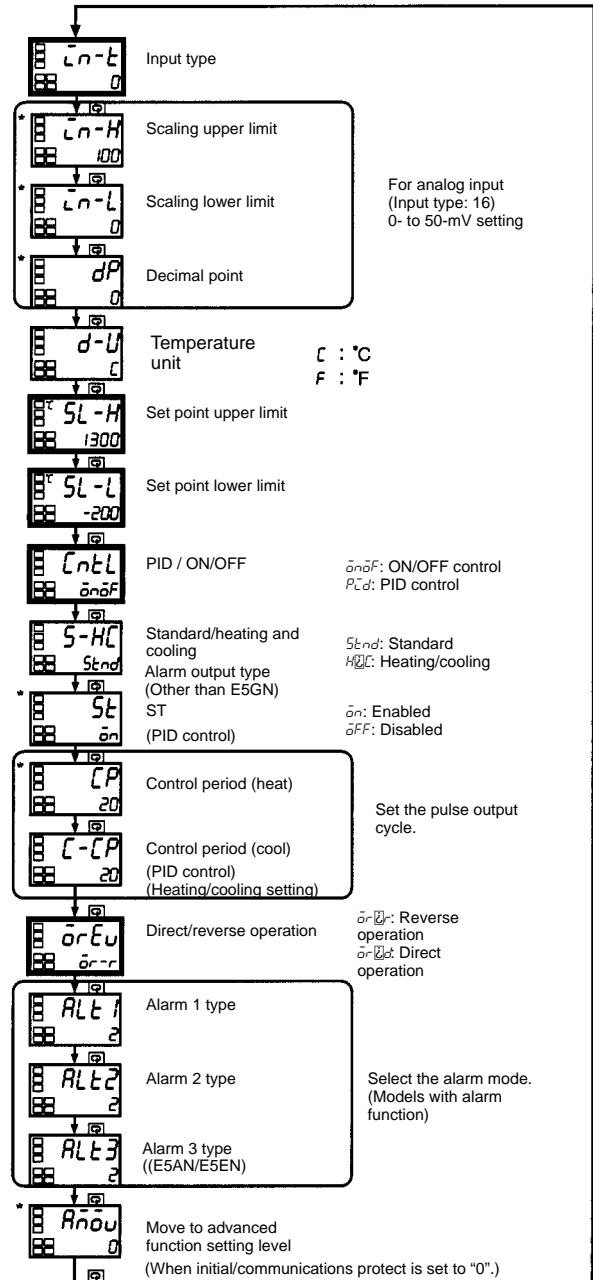 in-t
0
Input type
*
in-H
100
Scaling upper limit
*
in-L
0
Scaling lower limit
For analog input
(Input type: 16)
0- to 50-mV setting
*
dP
0
Decimal point
d-U
C
Temperature
unit
C : °C
F : °F
SL-H
1300
Set point upper limit
SL-L
-200
Set point lower limit
CntL
onoF
PID / ON/OFF
onoF: ON/OFF control
Pid: PID control
S-HC
Stnd
Standard/heating and
cooling
Alarm output type
(Other than E5GN)
Stnd: Standard
: Heating/cooling
*
St
on
ST
(PID control)
on: Enabled
oFF: Disabled
*
CP
20
Control period (heat)
Set the pulse output
cycle.
C-CP
20
Control period (cool)
(PID control)
(Heating/cooling setting)
orEv
or-r
Direct/reverse operation
: Reverse
operation
: Direct
operation
ALt1
2
Alarm 1 type
ALt2
2
Alarm 2 type
Select the alarm mode.
(Models with alarm
function)
ALt3
2
Alarm 3 type
((E5AN/E5EN)
*
Amov
0
Move to advanced
function setting level
(When initial/communications protect is set to “0”.)